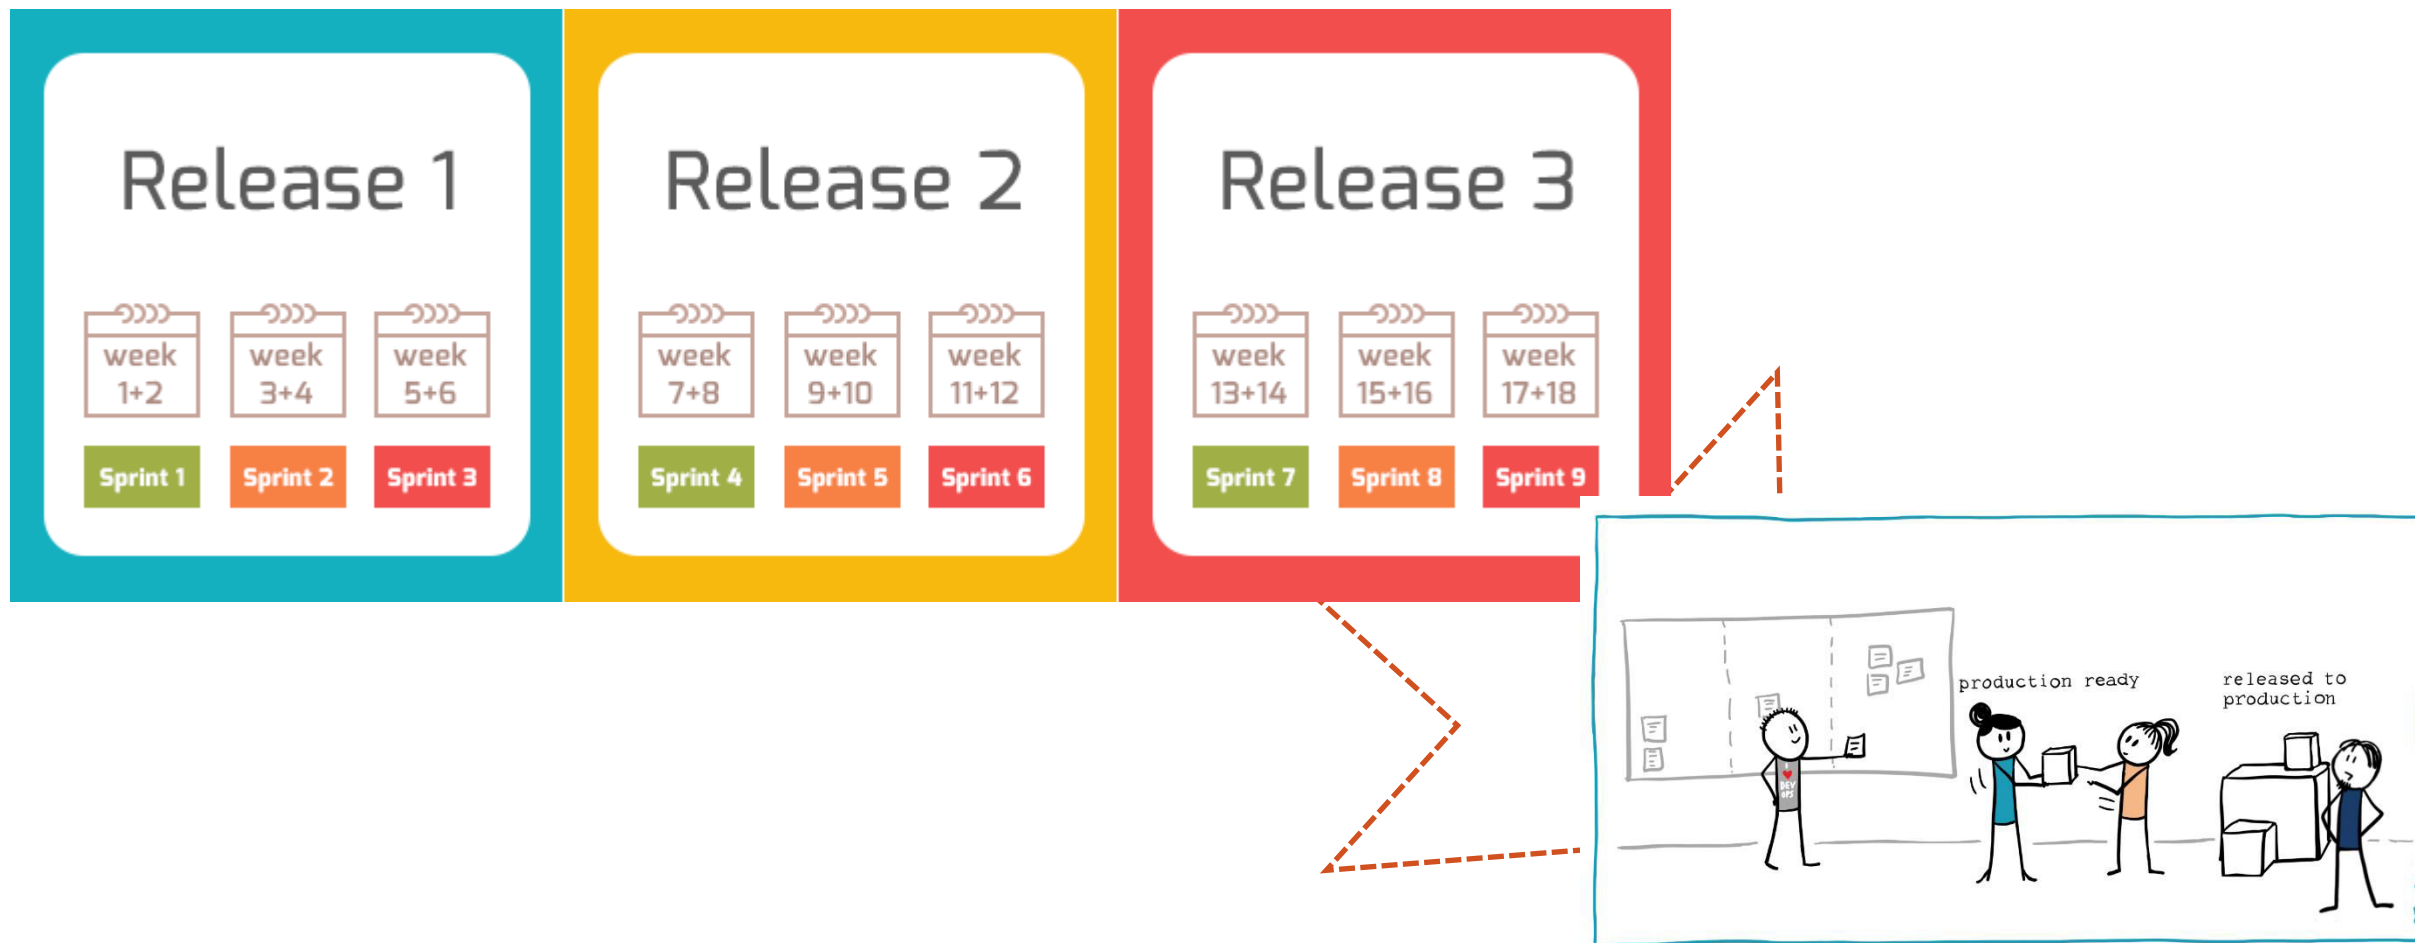 Release 1
week
1+2
week
3+4
week
5+6
Sprint 1
Sprint 2
Sprint 3
Release 2
week
7+8
week
9+10
week
11+12
Sprint 4
Sprint 5
Sprint 6
Release 3
week
13+14
week
15+16
week
17+18
Sprint 7
Sprint 8
Sprint 9
production ready
released to
production
I
DEV
OPS